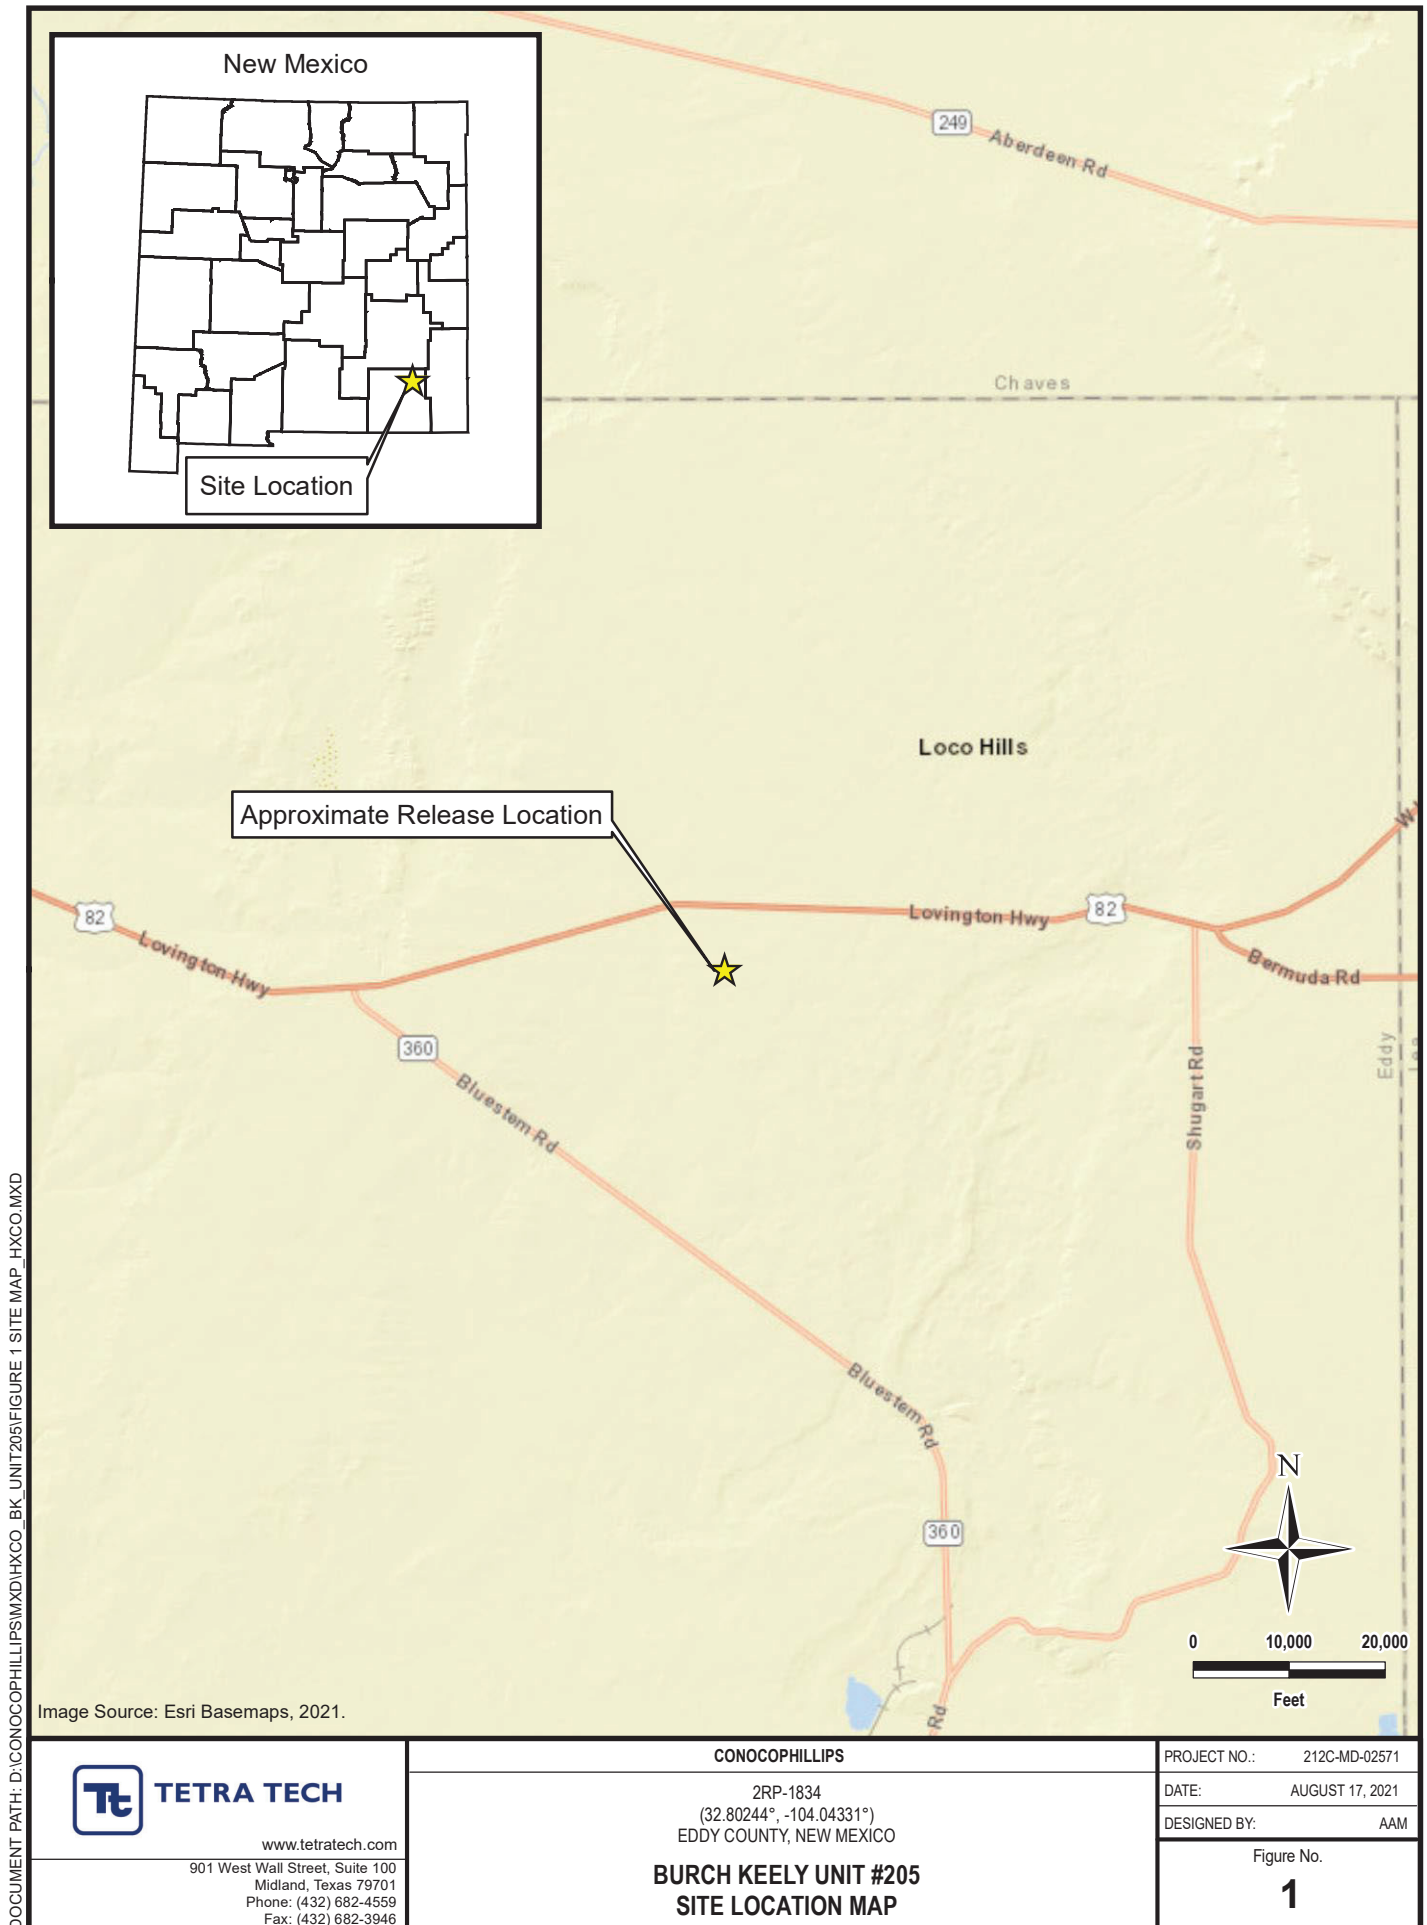 New Mexico
Site Location
249
Aberdeen Rd
Chaves
Loco Hills
Approximate Release Location
82
Lovington Hwy
Lovington Hwy
82
Bermuda Rd
360
Bluestem Rd
Shugart Rd
Eddy
Bluestem Rd
360
Rd
N
0 10,000 20,000
Feet
Image Source: Esri Basemaps, 2021.
DOCUMENT PATH: D:\CONOCOPHILLIPS\MXD\HXCO_BK_UNIT205\FIGURE 1 SITE MAP_HXCO.MXD
Tt TETRA TECH
www.tetratech.com
901 West Wall Street, Suite 100
Midland, Texas 79701
Phone: (432) 682-4559
Fax: (432) 682-3946
CONOCOPHILLIPS
2RP-1834
(32.80244°, -104.04331°)
EDDY COUNTY, NEW MEXICO
BURCH KEELY UNIT #205
SITE LOCATION MAP
PROJECT NO.: 212C-MD-02571
DATE: AUGUST 17, 2021
DESIGNED BY: AAM
Figure No.
1